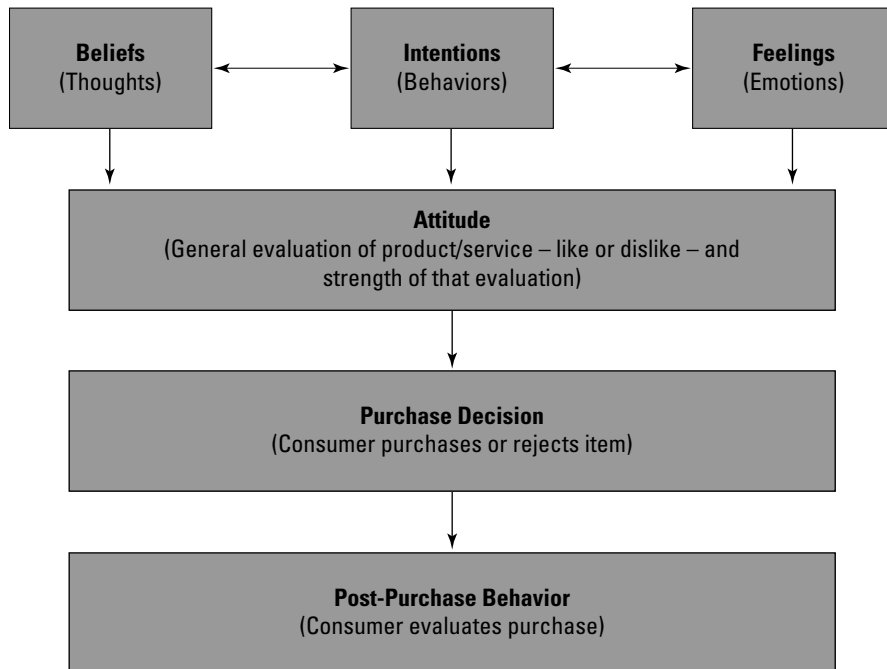 Beliefs
(Thoughts)
Intentions
(Behaviors)
Feelings
(Emotions)
Attitude
(General evaluation of product/service – like or dislike – and
strength of that evaluation)
Purchase Decision
(Consumer purchases or rejects item)
Post-Purchase Behavior
(Consumer evaluates purchase)